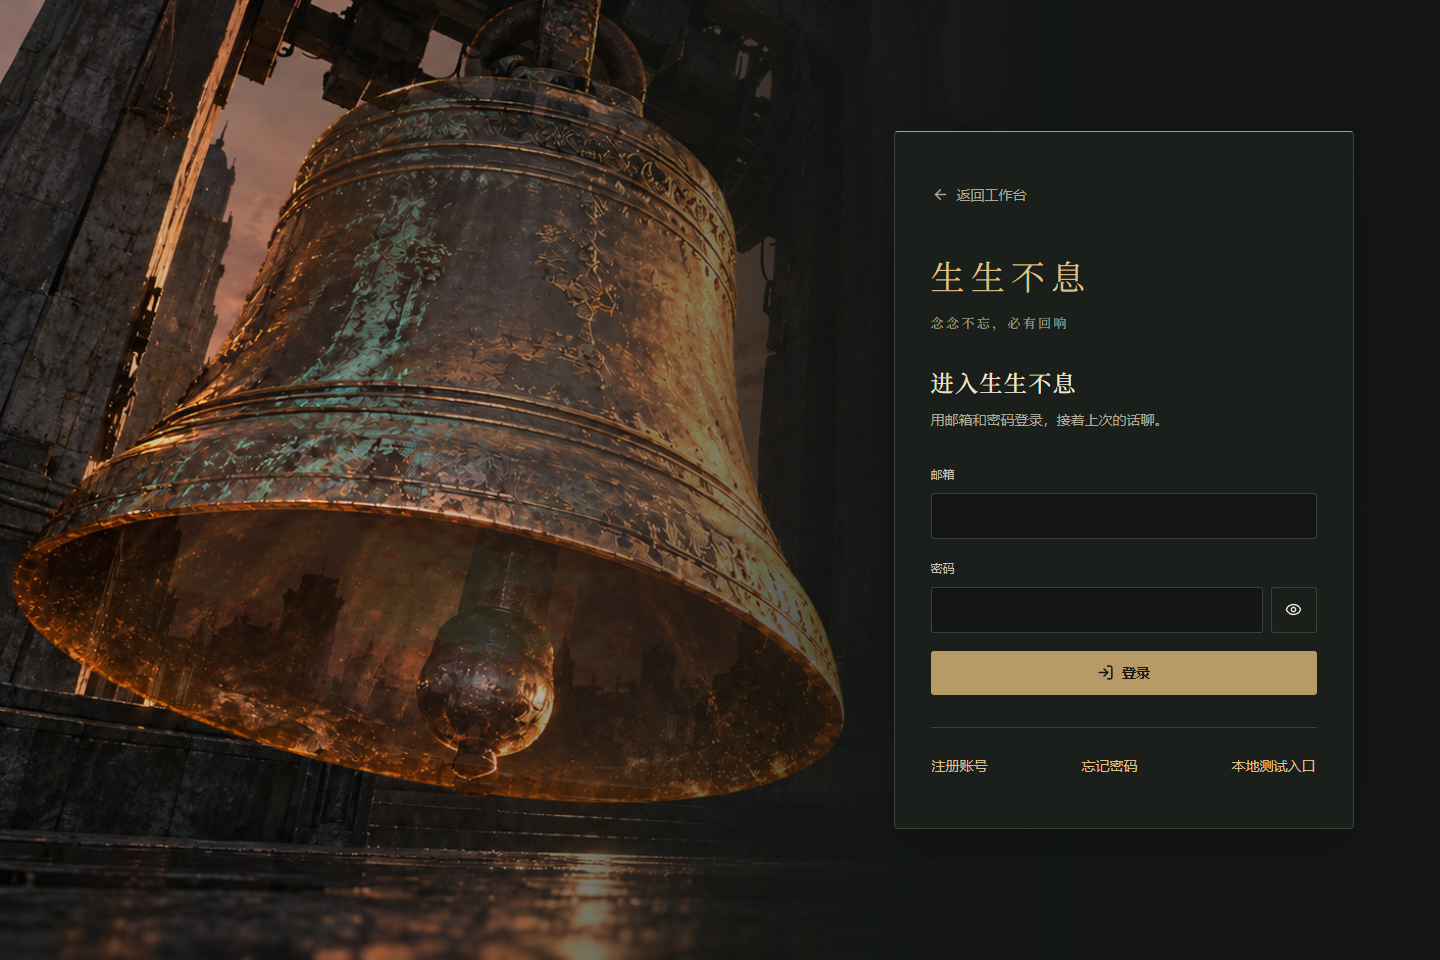 返回工作台
生生不息
念念不忘，必有回响
进入生生不息
用邮箱和密码登录，接着上次的话聊。
邮箱
密码
登录
注册账号
忘记密码
本地测试入口